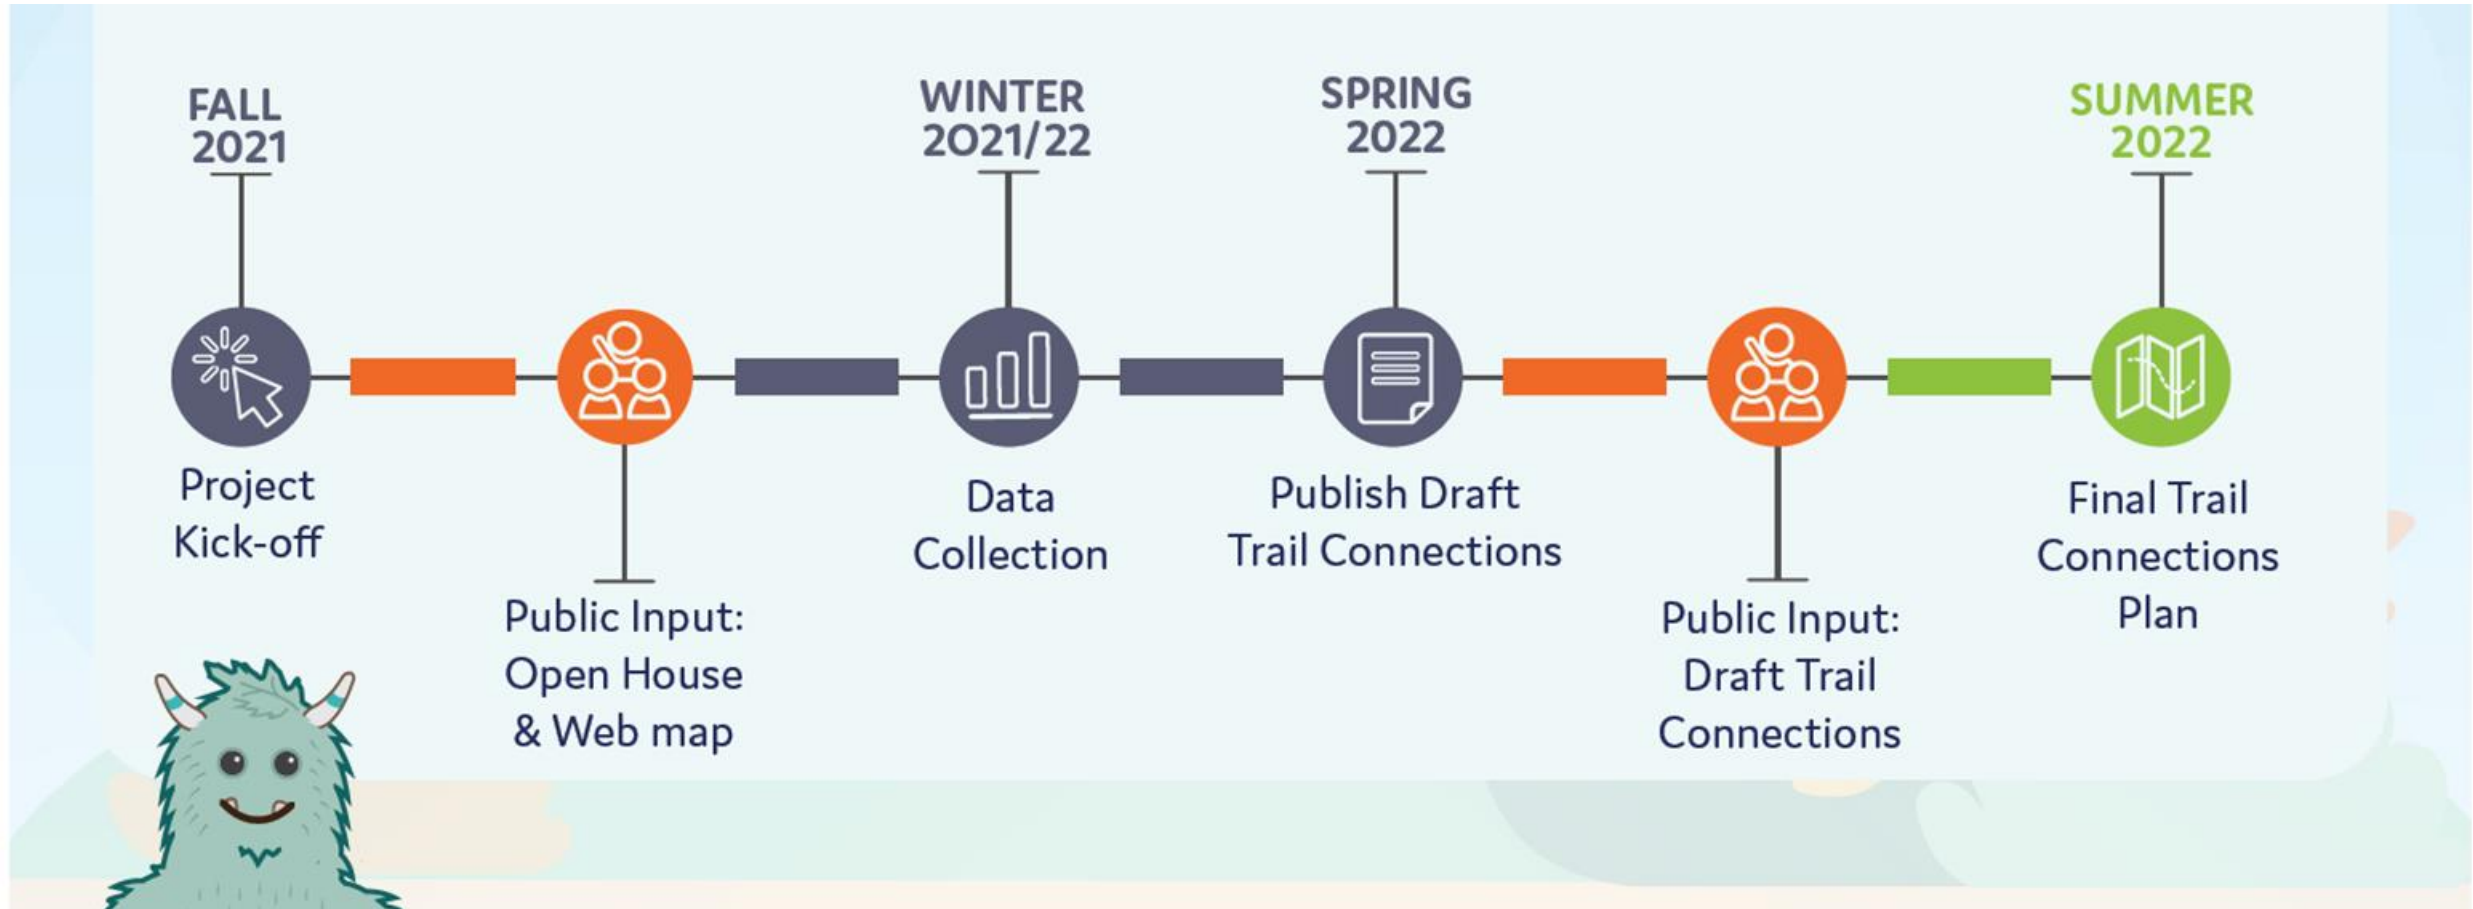 FALL
2021
WINTER
2021/22
SPRING
2022
SUMMER
2022
Project
Kick-off
Public Input:
Open House
& Web map
Data
Collection
Publish Draft
Trail Connections
Public Input:
Draft Trail
Connections
Final Trail
Connections
Plan